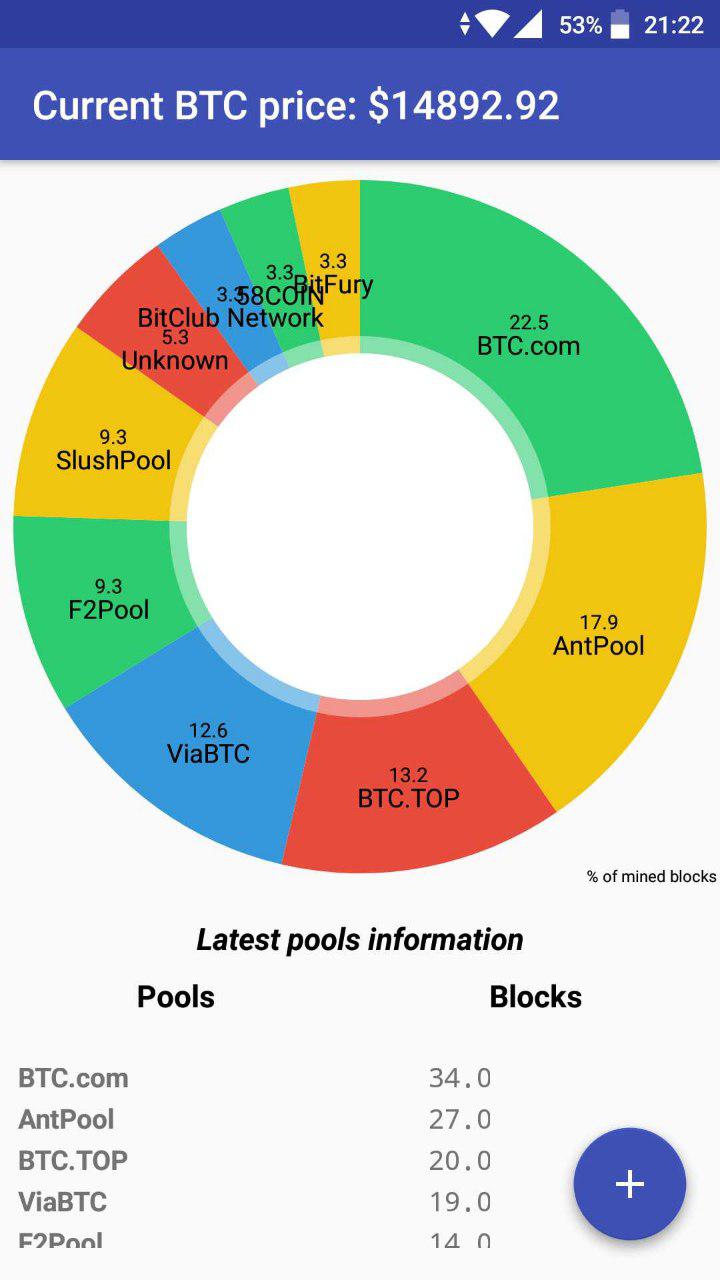 53% 21:22
Current BTC price: $14892.92
3.3
BitFury
3.3
58COIN
3.3
BitClub Network
22.5
BTC.com
5.3
Unknown
9.3
SlushPool
9.3
F2Pool
17.9
AntPool
12.6
ViaBTC
13.2
BTC.TOP
% of mined blocks
Latest pools information
Pools Blocks
BTC.com 34.0
AntPool 27.0
BTC.TOP 20.0
ViaBTC 19.0
F2Pool 14.0
+